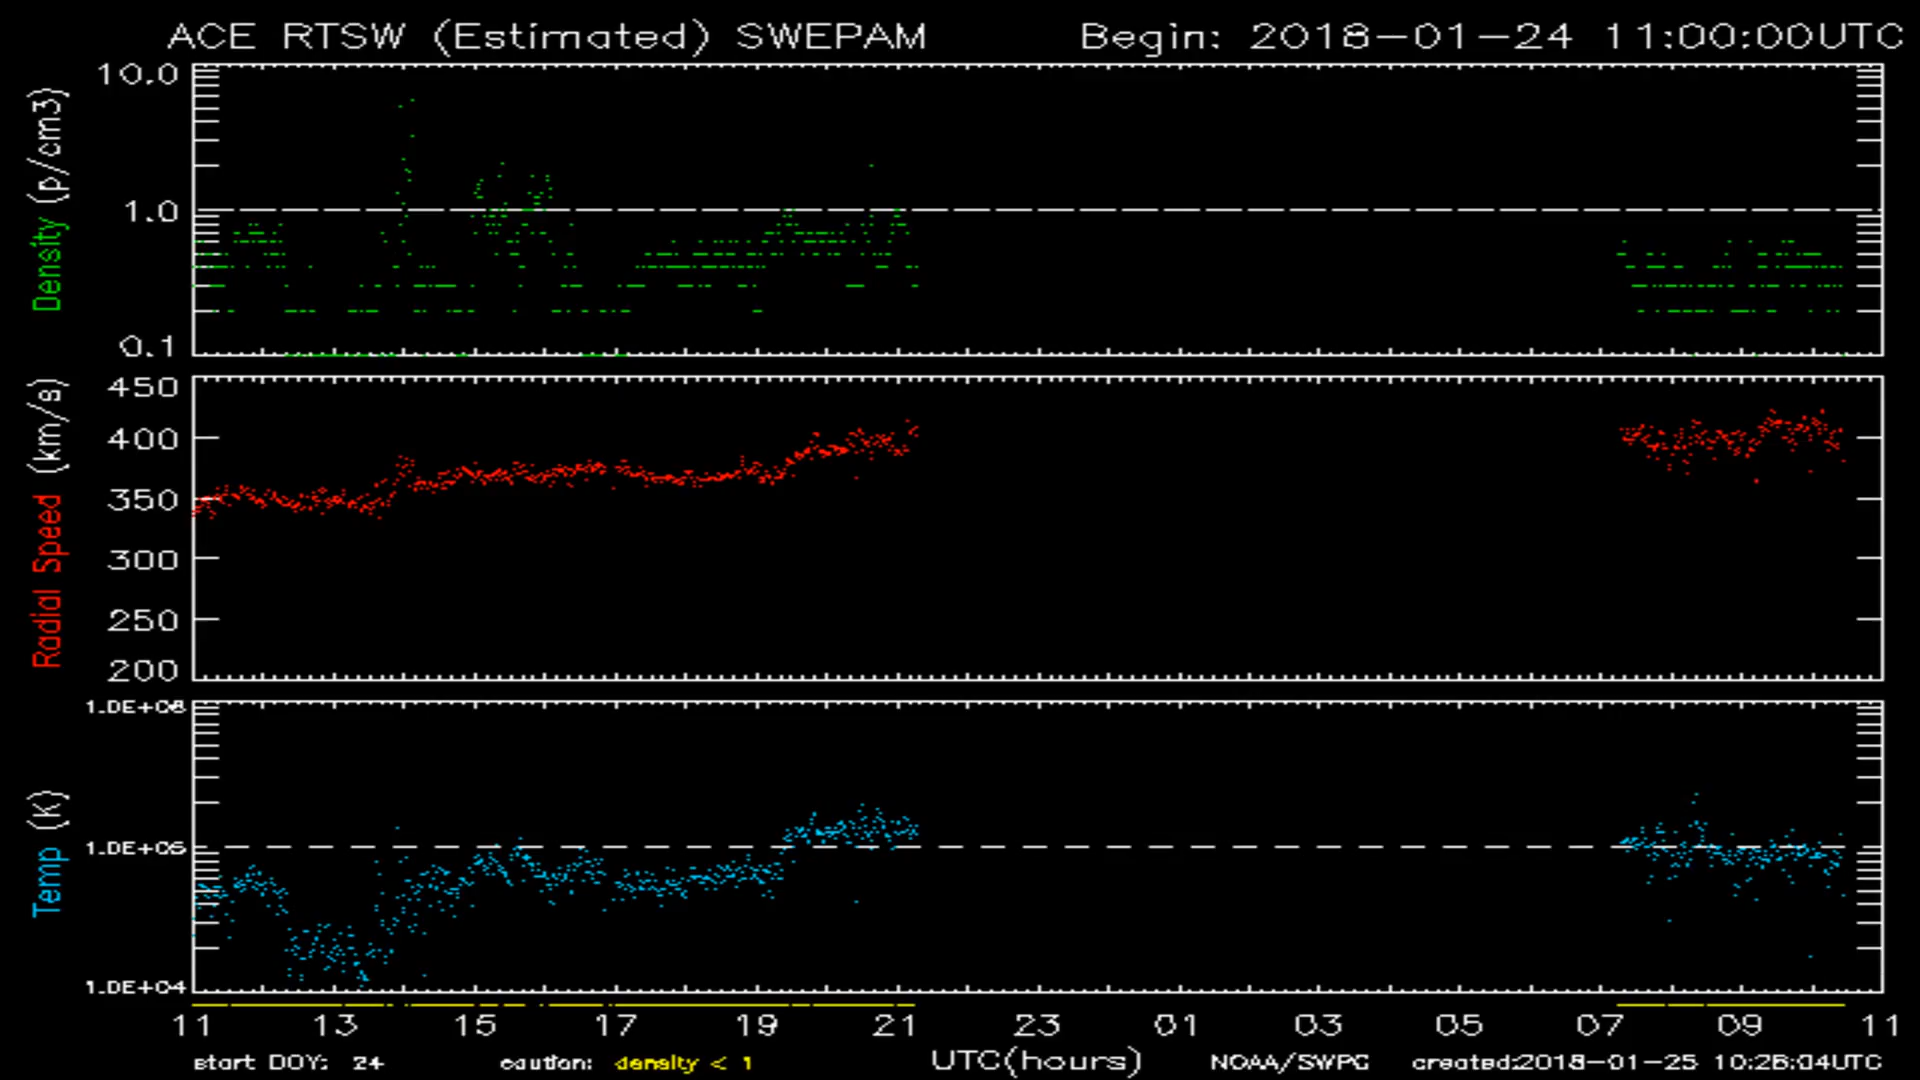 ACE RTSW (Estimated) SWEPAM Begin: 2018-01-24 11:00:00UTC
10.0
1.0
0.1
Density (p/cm3)
450
400
350
300
250
200
Radial Speed (km/s)
1.0E+06
1.0E+05
1.0E+04
Temp (K)
11 13 15 17 19 21 23 01 03 05 07 09 11
start DOY: 24 caution: density < 1 UTC(hours) NOAA/SWPC created:2018-01-25 10:26:04UTC